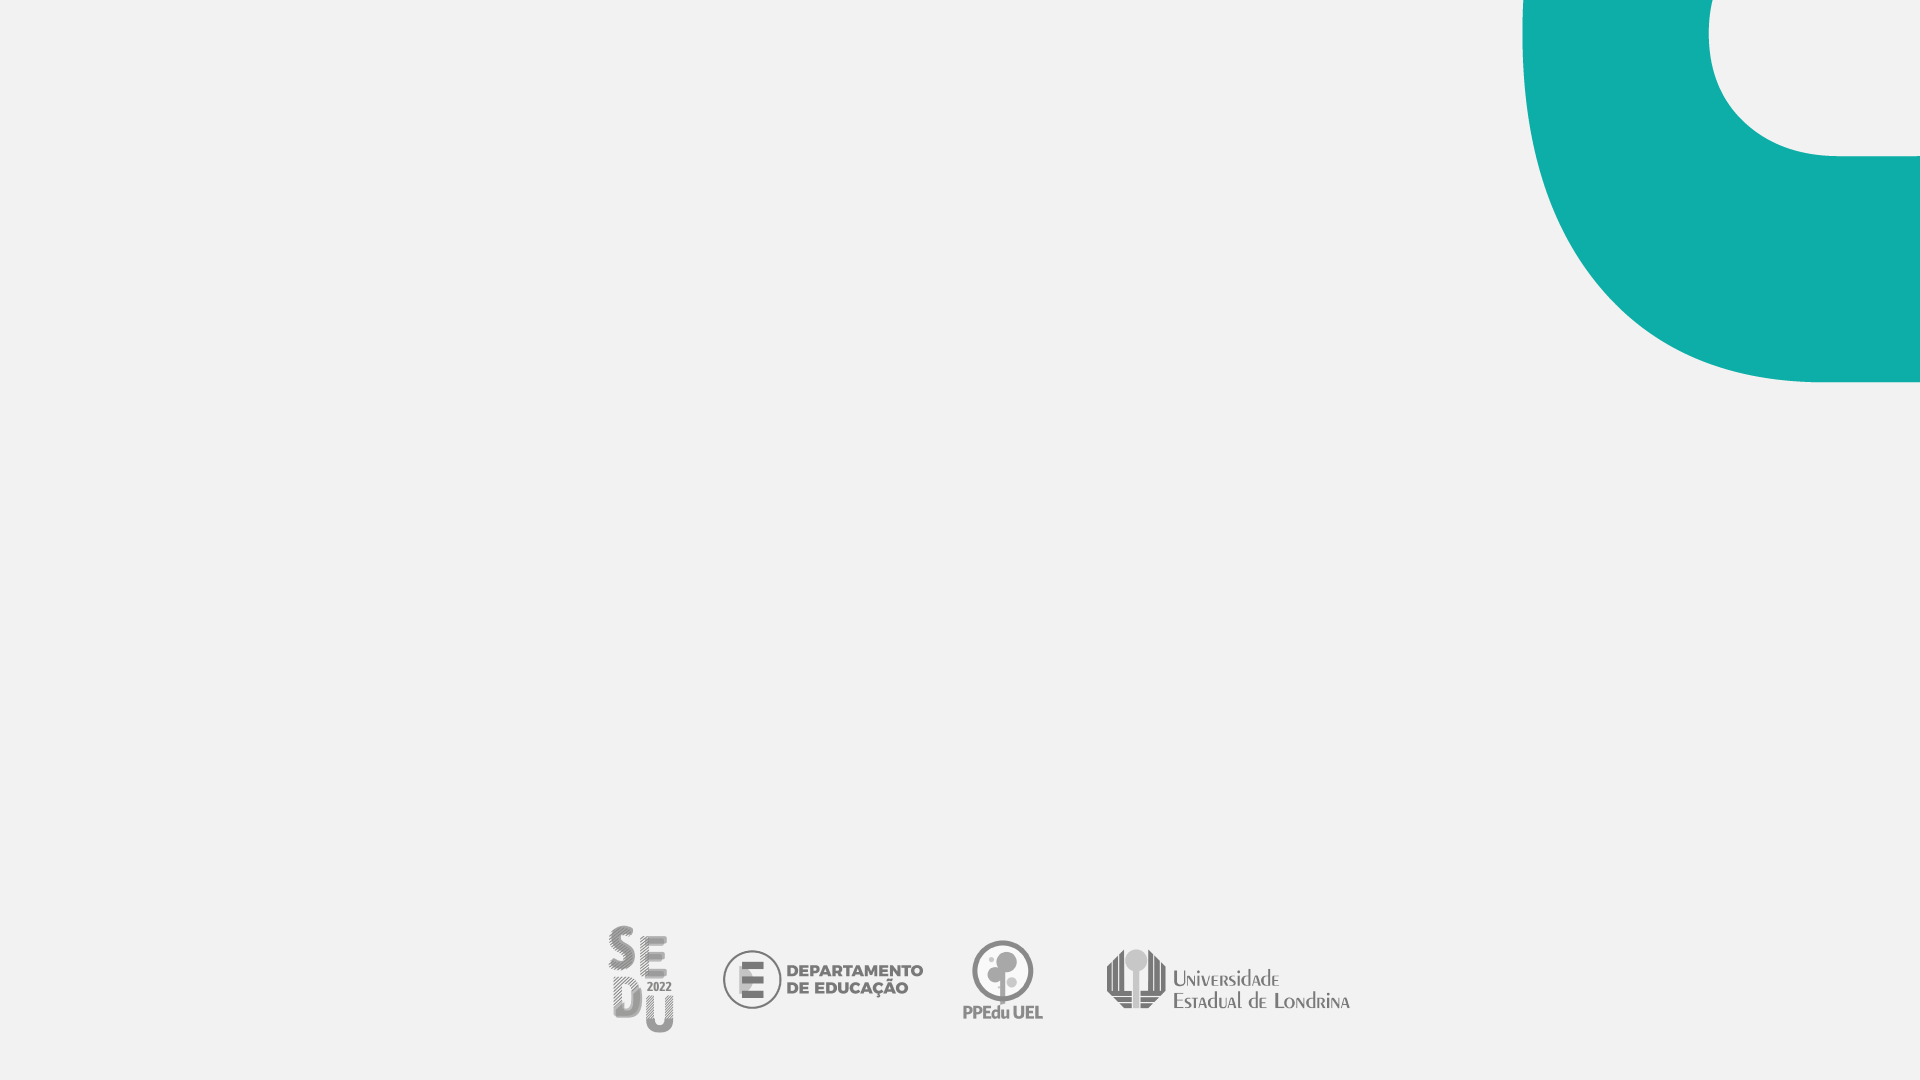 SE
DU
2022
DEPARTAMENTO
DE EDUCAÇÃO
PPEdu UEL
Universidade
Estadual de Londrina